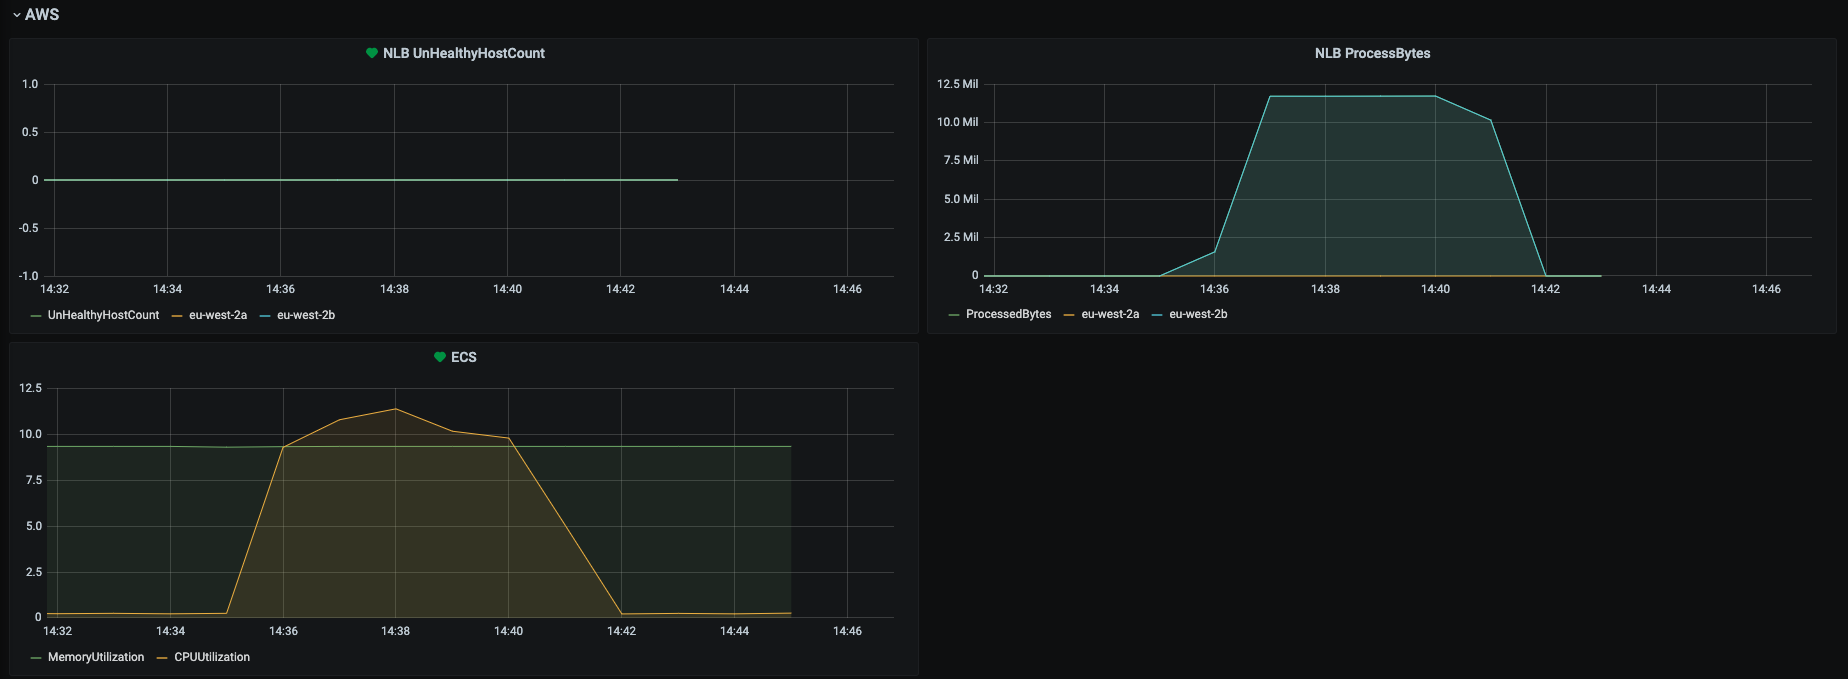 AWS
NLB UnHealthyHostCount
1.0
0.5
0
-0.5
-1.0
14:32 14:34 14:36 14:38 14:40 14:42 14:44 14:46
UnHealthyHostCount eu-west-2a eu-west-2b
NLB ProcessBytes
12.5 Mil
10.0 Mil
7.5 Mil
5.0 Mil
2.5 Mil
0
14:32 14:34 14:36 14:38 14:40 14:42 14:44 14:46
ProcessedBytes eu-west-2a eu-west-2b
ECS
12.5
10.0
7.5
5.0
2.5
0
14:32 14:34 14:36 14:38 14:40 14:42 14:44 14:46
MemoryUtilization CPUUtilization